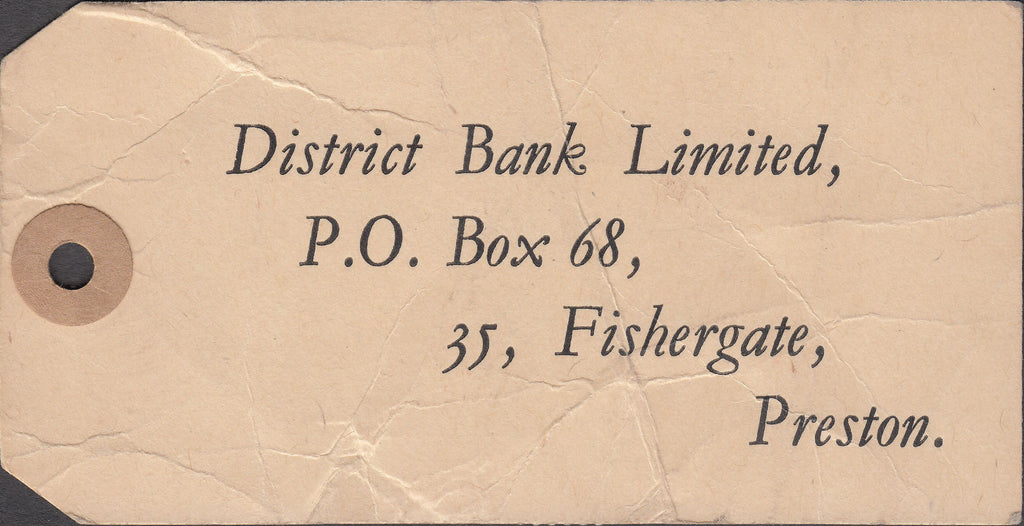 District Bank Limited,
P.O. Box 68,
35, Fishergate,
Preston.